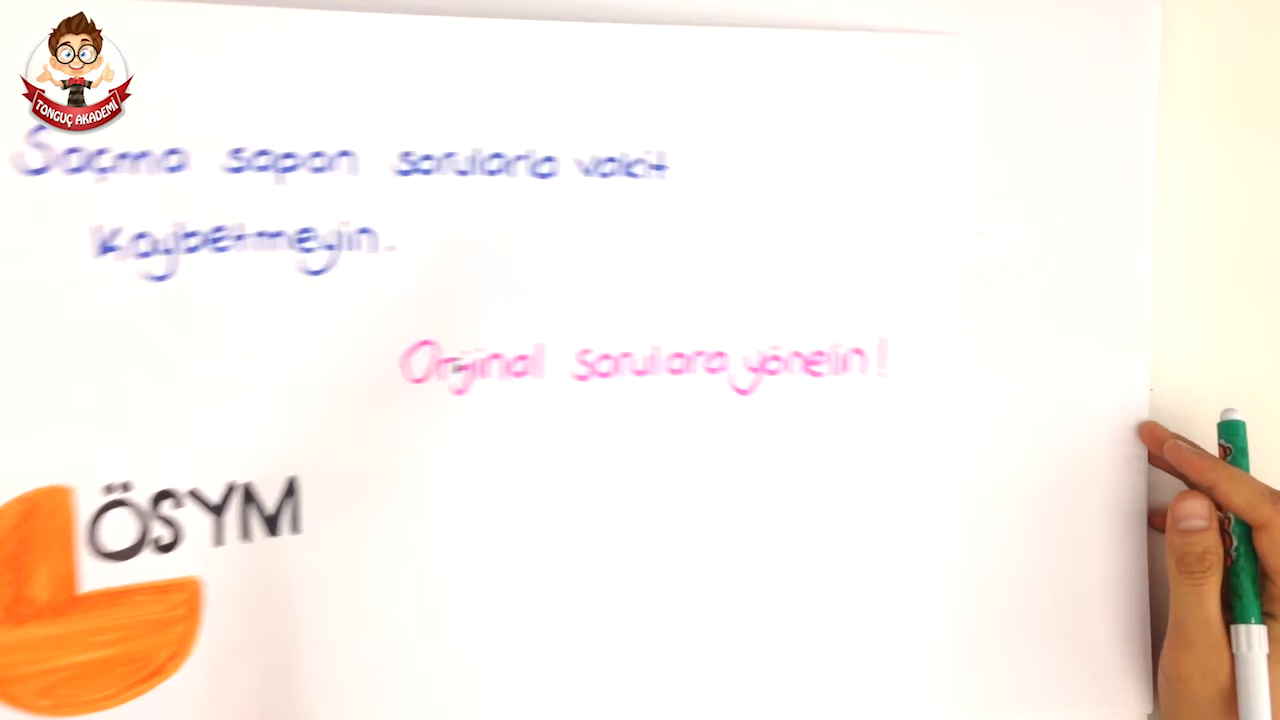 TONGUÇ AKADEMİ
Saçma sapan sorularla vakit
Kaybetmeyin.
Orjinal sorulara yönelin!
ÖSYM